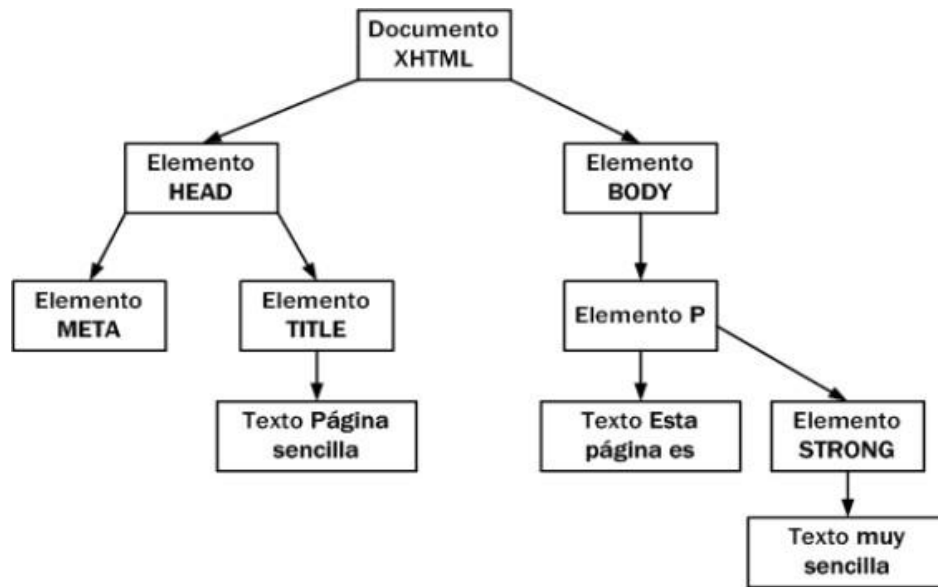 Documento
XHTML
Elemento
HEAD
Elemento
BODY
Elemento
META
Elemento
TITLE
Elemento P
Texto Página
sencilla
Texto Esta
página es
Elemento
STRONG
Texto muy
sencilla